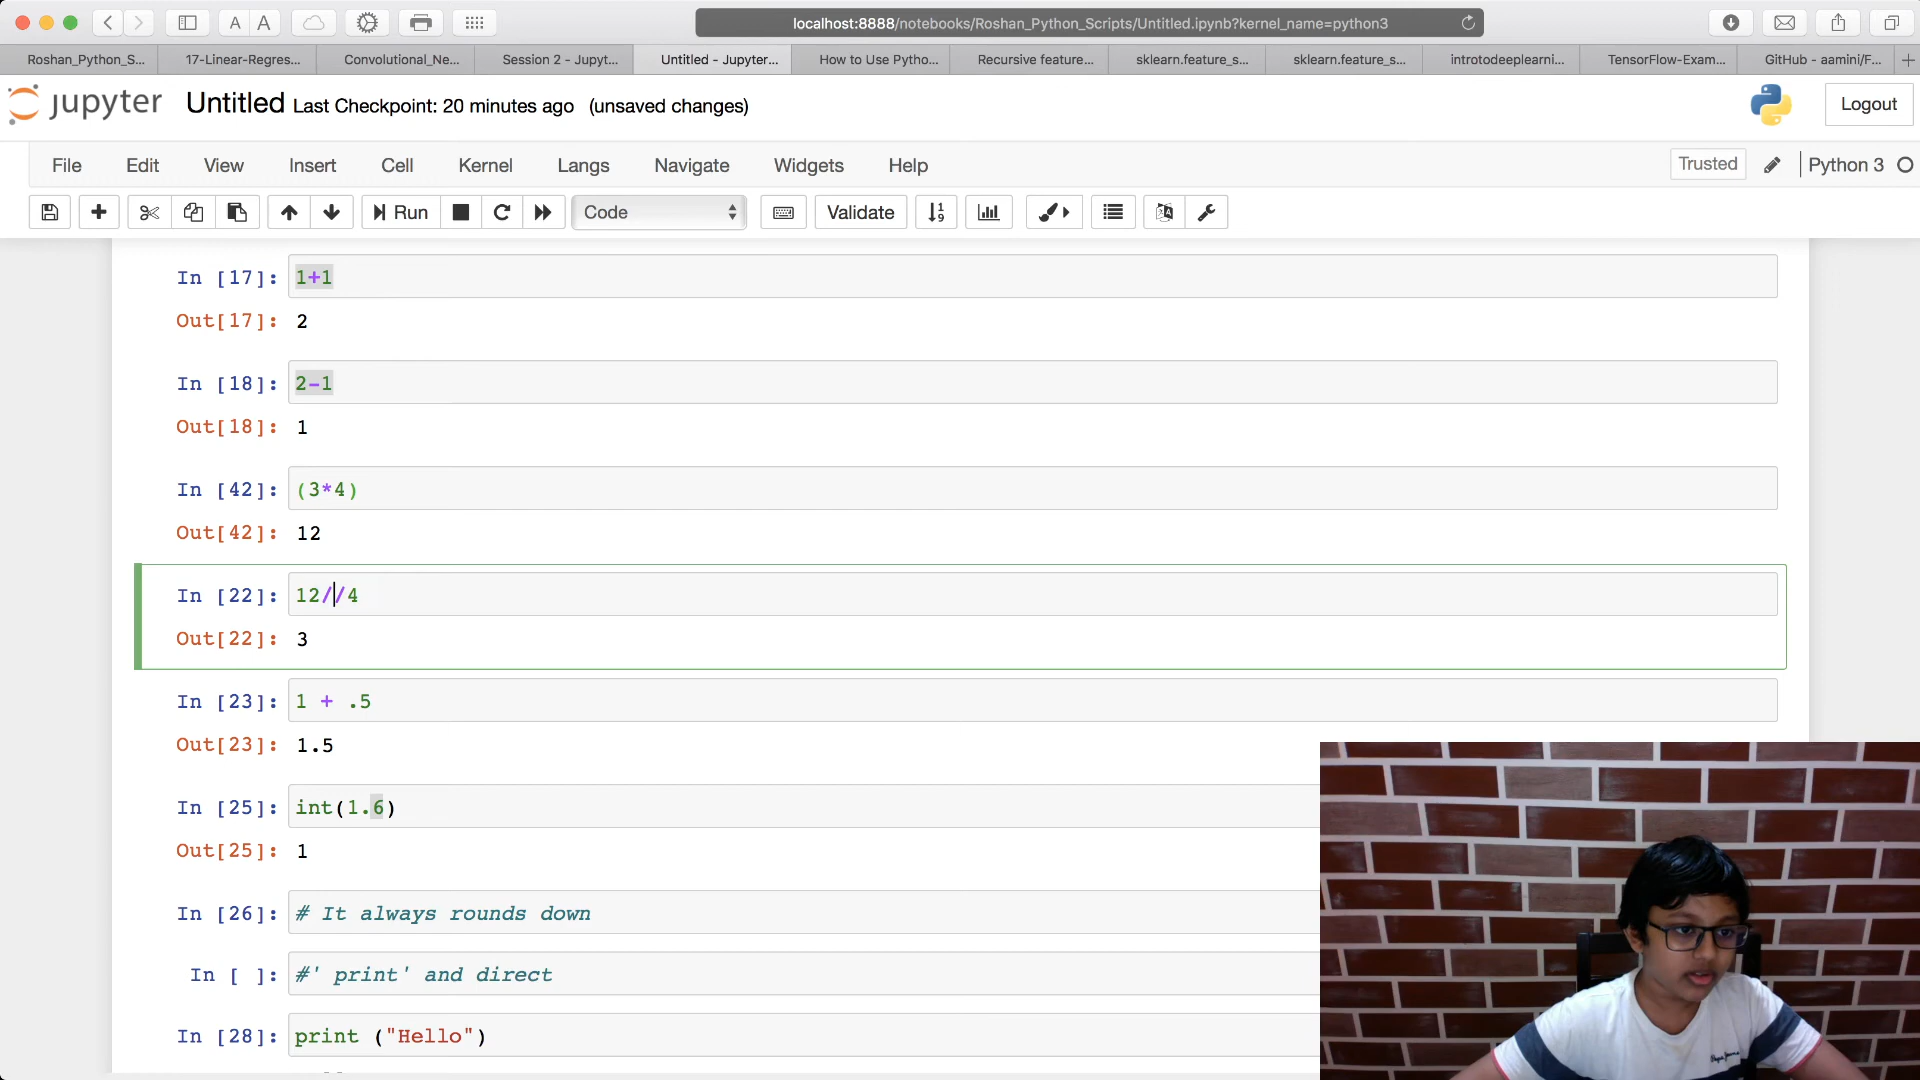 A A
localhost:8888/notebooks/Roshan_Python_Scripts/Untitled.ipynb?kernel_name=python3
Roshan_Python_S...
17-Linear-Regres...
Convolutional_Ne...
Session 2 - Jupyt...
Untitled - Jupyter...
How to Use Pytho...
Recursive feature...
sklearn.feature_s...
sklearn.feature_s...
introtodeeplearni...
TensorFlow-Exam...
GitHub - aamini/F...
jupyter Untitled Last Checkpoint: 20 minutes ago (unsaved changes)
Logout
File Edit View Insert Cell Kernel Langs Navigate Widgets Help
Trusted
Python 3
Run
Code
Validate
In [17]: 1+1
Out[17]: 2
In [18]: 2-1
Out[18]: 1
In [42]: (3*4)
Out[42]: 12
In [22]: 12//4
Out[22]: 3
In [23]: 1 + .5
Out[23]: 1.5
In [25]: int(1.6)
Out[25]: 1
In [26]: # It always rounds down
In [ ]: #' print' and direct
In [28]: print ("Hello")